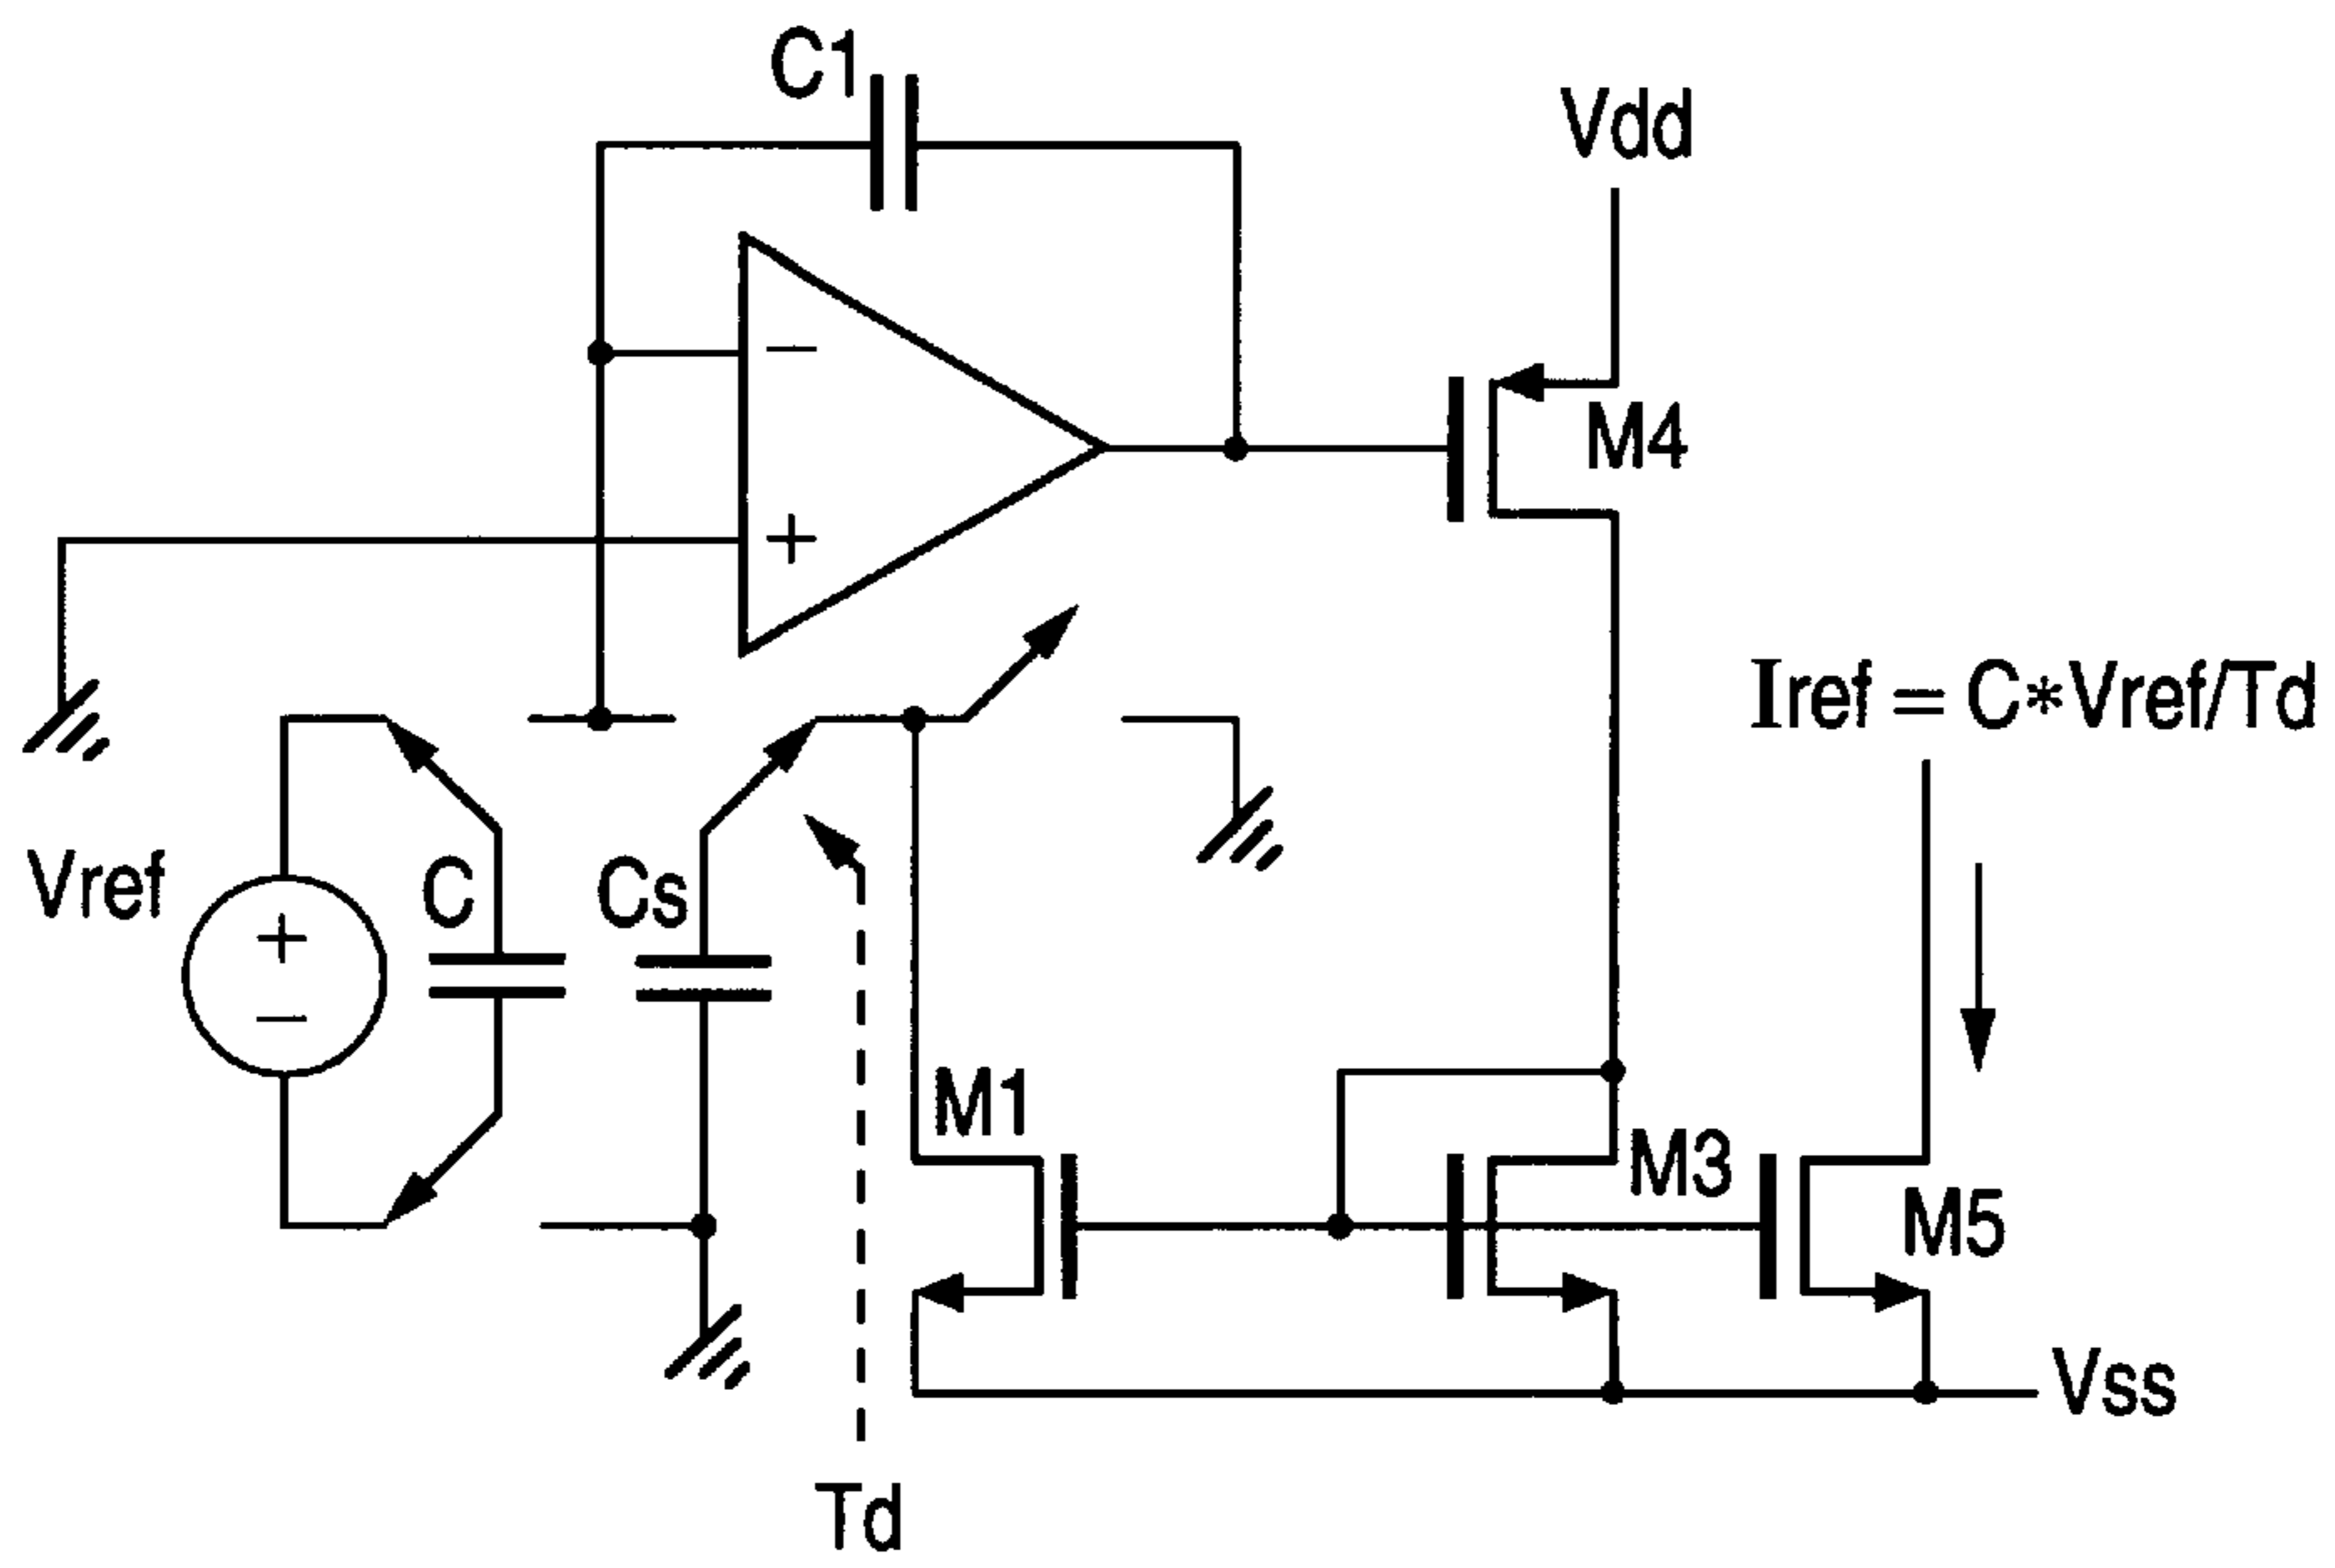 C1
Vdd
−
M4
+
Iref = C*Vref/Td
Vref
C
Cs
+
−
M1
M3
M5
Vss
Td